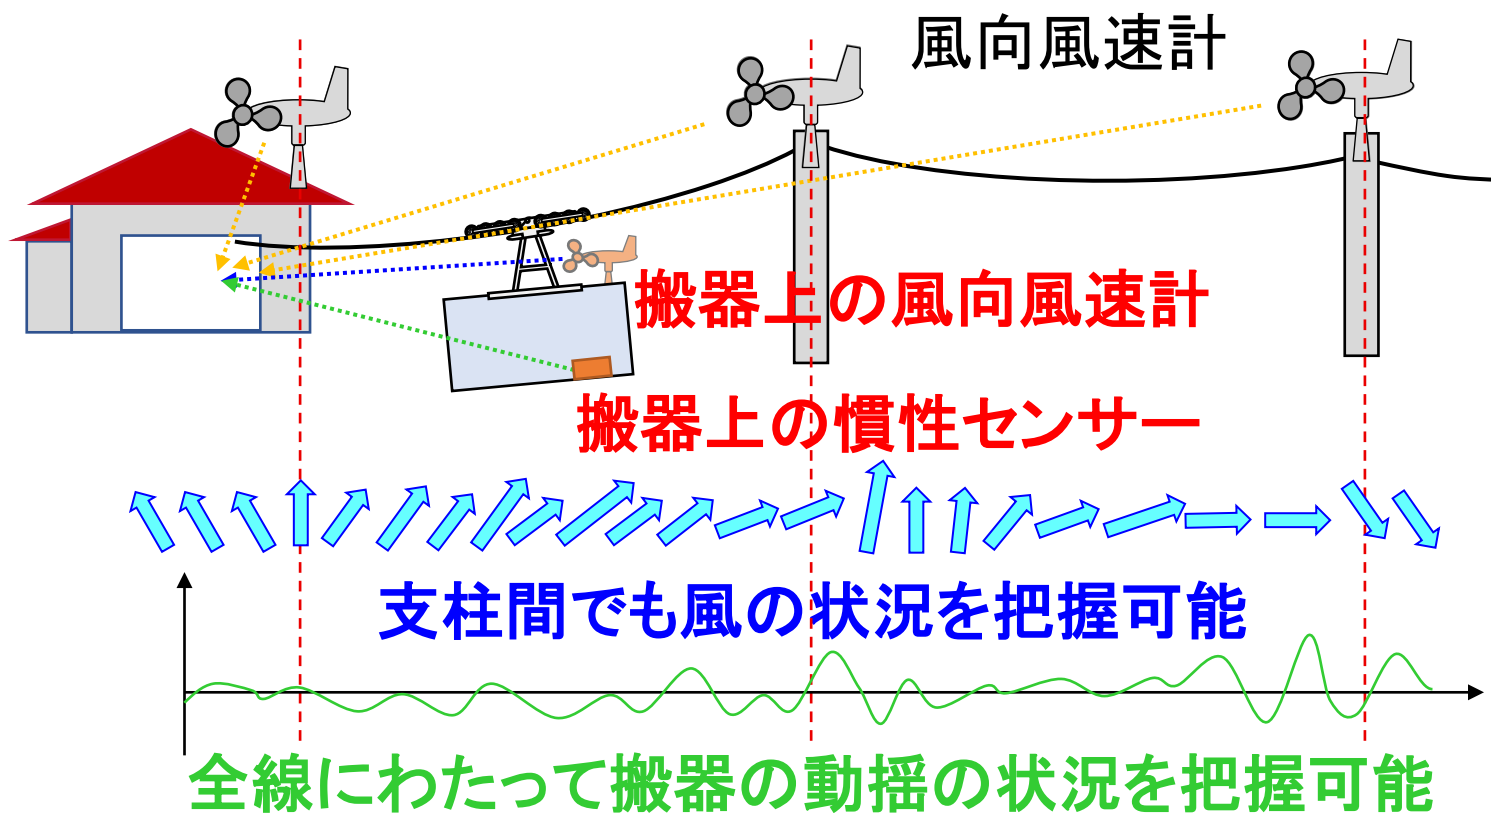 風向風速計
搬器上の風向風速計
搬器上の慣性センサー
支柱間でも風の状況を把握可能
全線にわたって搬器の動揺の状況を把握可能